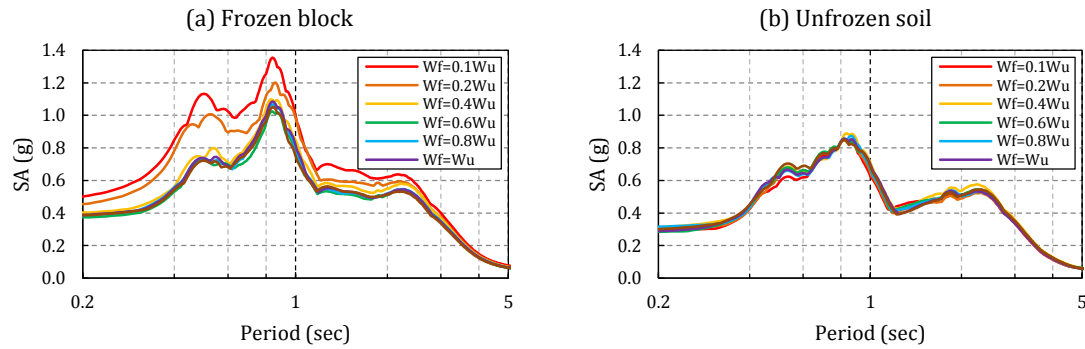 (a) Frozen block
SA (g)
1.4
1.2
1.0
0.8
0.6
0.4
0.2
0.0
Wf=0.1Wu
Wf=0.2Wu
Wf=0.4Wu
Wf=0.6Wu
Wf=0.8Wu
Wf=Wu
0.2 1 5
Period (sec)
(b) Unfrozen soil
SA (g)
1.4
1.2
1.0
0.8
0.6
0.4
0.2
0.0
Wf=0.1Wu
Wf=0.2Wu
Wf=0.4Wu
Wf=0.6Wu
Wf=0.8Wu
Wf=Wu
0.2 1 5
Period (sec)